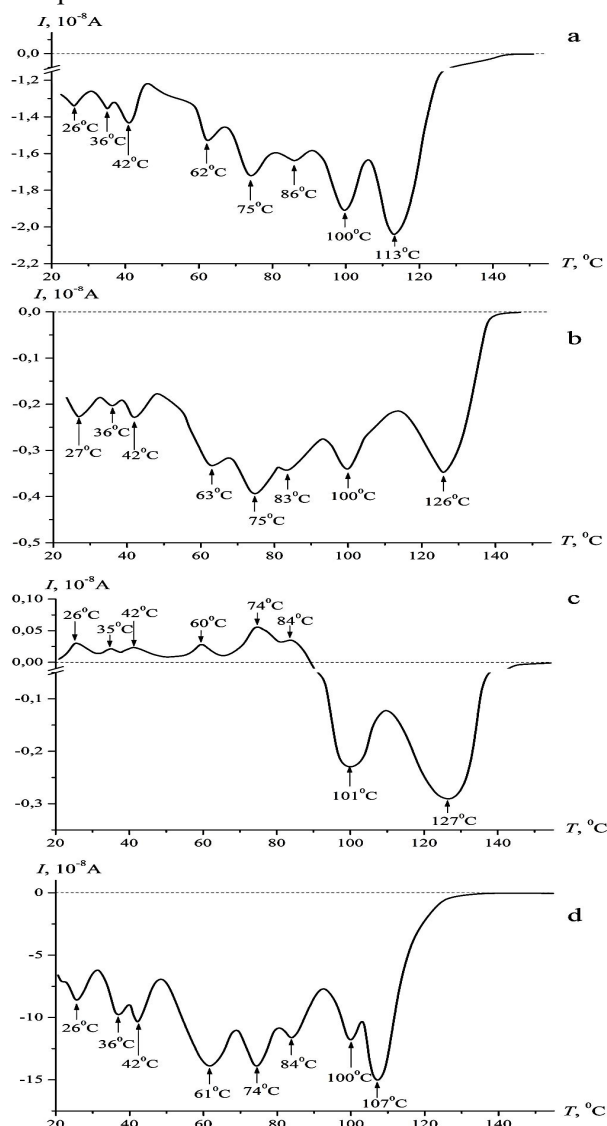 I, 10⁻⁸A
a
0,0
-1,2
26°C
36°C
-1,4
42°C
62°C
-1,6
86°C
75°C
-1,8
100°C
-2,0
113°C
-2,2
T, °C
20 40 60 80 100 120 140
I, 10⁻⁸A
0,0
b
-0,1
-0,2
36°C
27°C
42°C
-0,3
63°C
83°C
100°C
126°C
-0,4
75°C
T, °C
-0,5
20 40 60 80 100 120 140
I, 10⁻⁸A
c
0,10
26°C
42°C
74°C
35°C
60°C
84°C
0,05
0,00
-0,1
-0,2
101°C
-0,3
127°C
T, °C
20 40 60 80 100 120 140
I, 10⁻⁸A
d
0
-5
26°C
36°C
-10
42°C
84°C
100°C
61°C
74°C
107°C
-15
T, °C
20 40 60 80 100 120 140